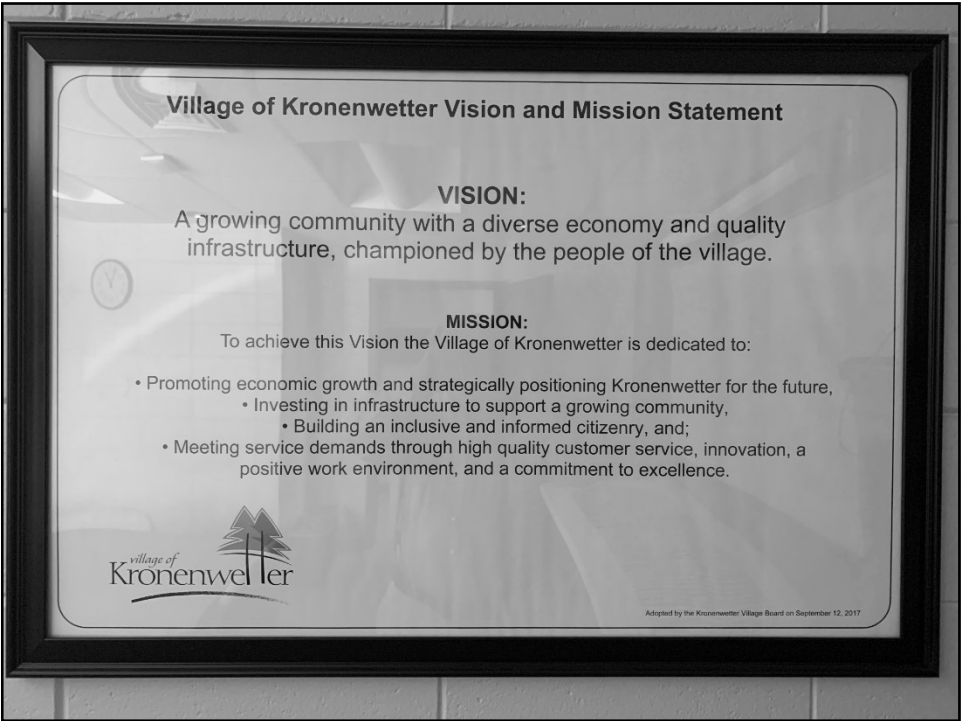 Village of Kronenwetter Vision and Mission Statement
VISION:
A growing community with a diverse economy and quality
infrastructure, championed by the people of the village.
MISSION:
To achieve this Vision the Village of Kronenwetter is dedicated to:
• Promoting economic growth and strategically positioning Kronenwetter for the future,
• Investing in infrastructure to support a growing community,
• Building an inclusive and informed citizenry, and;
• Meeting service demands through high quality customer service, innovation, a
positive work environment, and a commitment to excellence.
village of
Kronenwetter
Adopted by the Kronenwetter Village Board on September 12, 2017